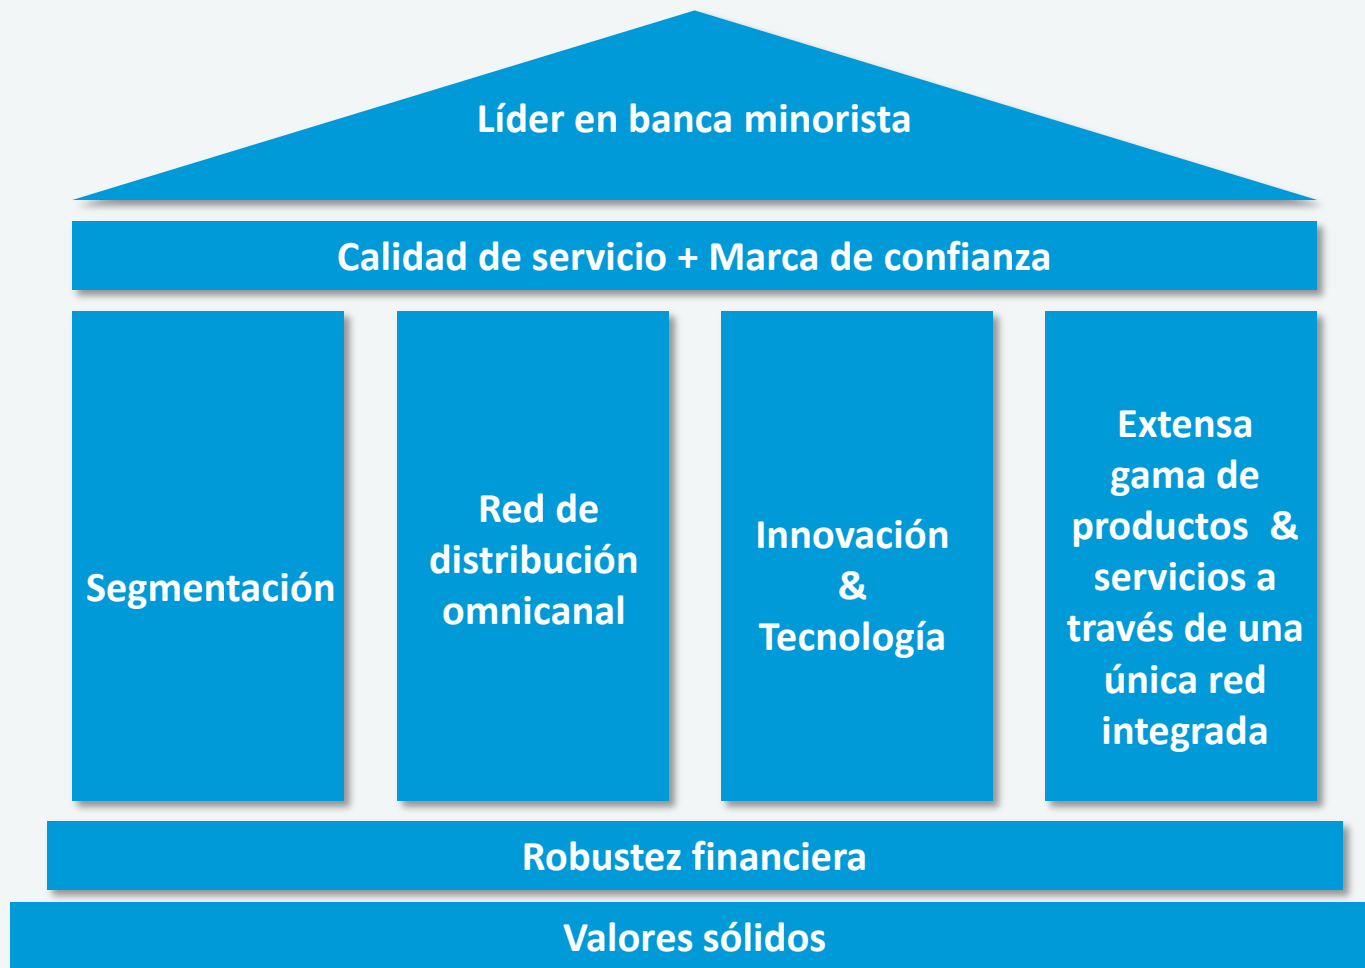 Líder en banca minorista
Calidad de servicio + Marca de confianza
Segmentación
Red de
distribución
omnicanal
Innovación
&
Tecnología
Extensa
gama de
productos &
servicios a
través de una
única red
integrada
Robustez financiera
Valores sólidos